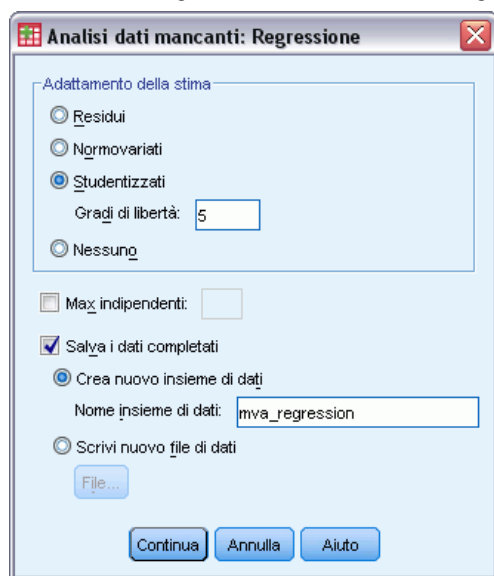 Analisi dati mancanti: Regressione
Adattamento della stima
Residui
Normovariati
Studentizzati
Gradi di libertà: 5
Nessuno
Max indipendenti:
Salva i dati completati
Crea nuovo insieme di dati
Nome insieme di dati: mva_regression
Scrivi nuovo file di dati
File...
Continua Annulla Aiuto